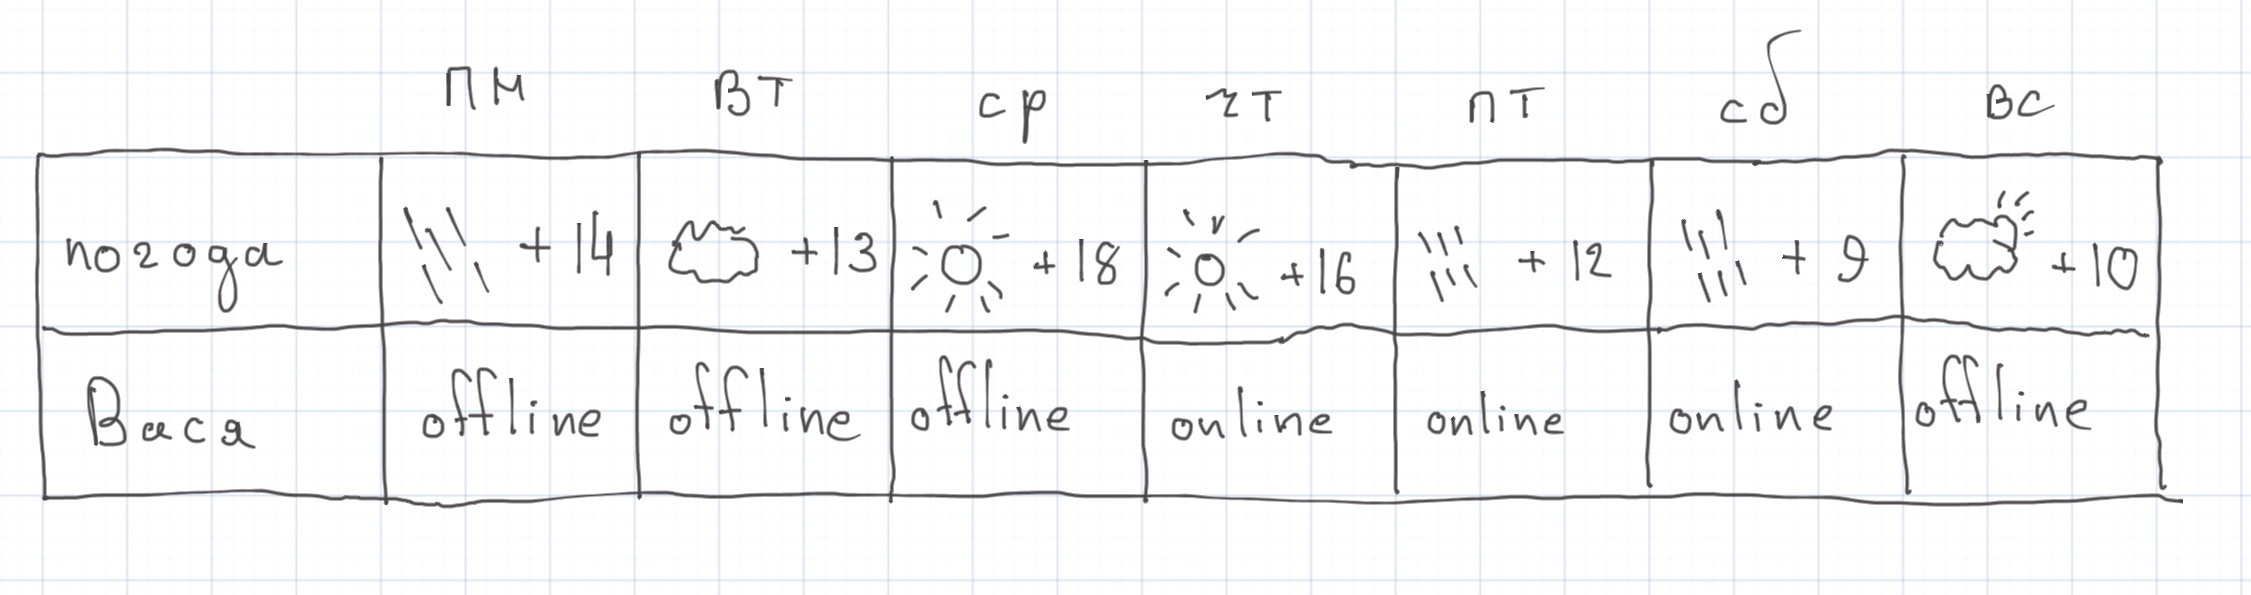 пн вт ср чт пт сб вс
погода +14 +13 +18 +16 +12 +9 +10
Вася offline offline offline online online online offline